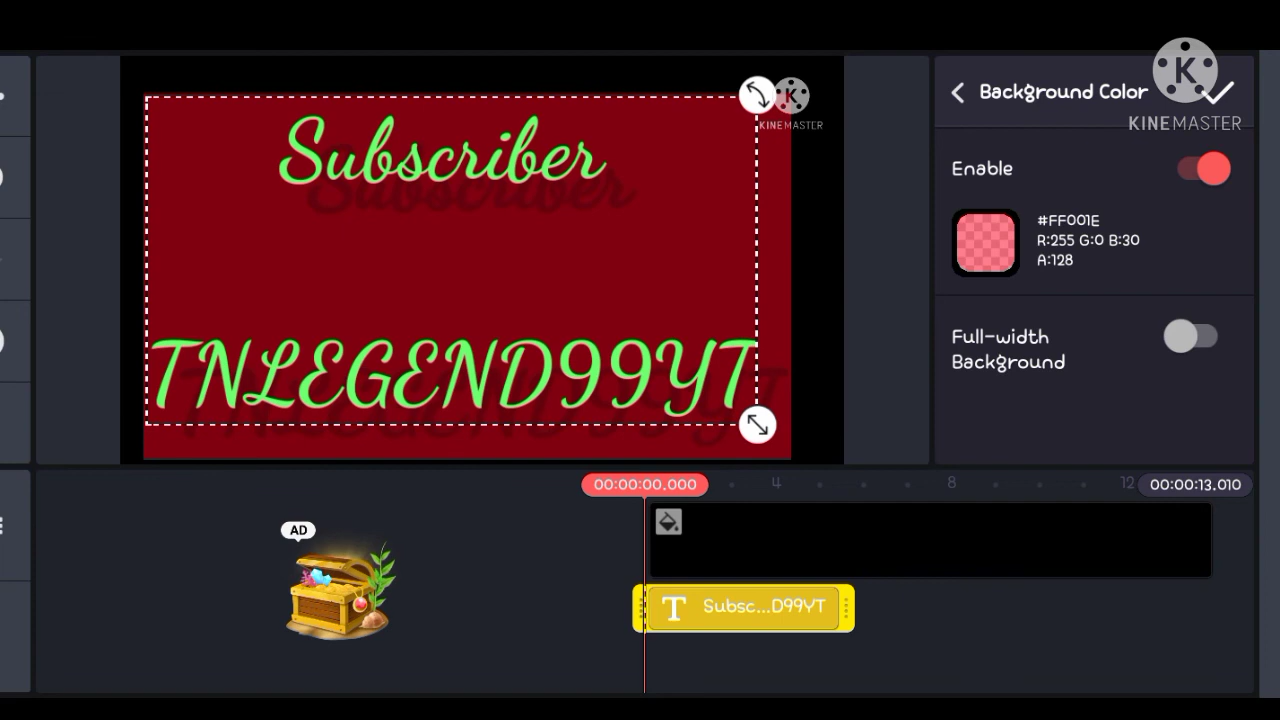 Background Color
KINEMASTER
Subscriber
KINEMASTER
TNLEGEND99YT
Enable
#FF001E
R:255 G:0 B:30
A:128
Full-width
Background
00:00:00.000
4
8
12
00:00:13.010
AD
T Subsc...D99YT